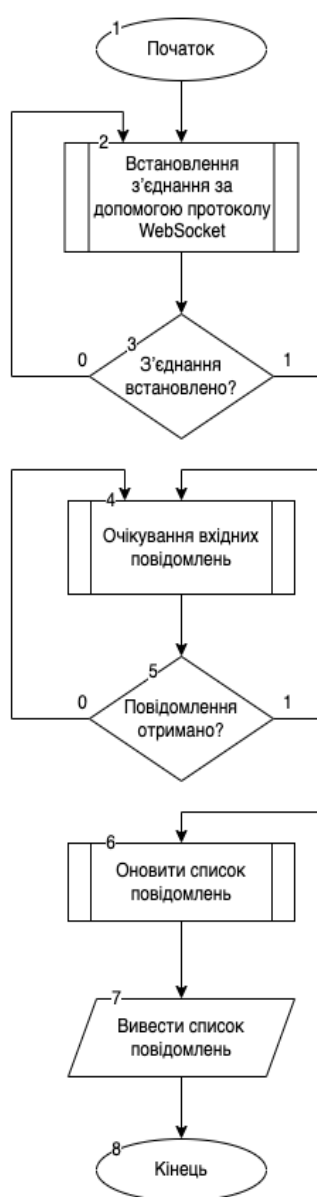 1
Початок
2
Встановлення
з’єднання за
допомогою протоколу
WebSocket
3
0
З’єднання
встановлено?
1
4
Очікування вхідних
повідомлень
5
0
Повідомлення
отримано?
1
6
Оновити список
повідомлень
7
Вивести список
повідомлень
8
Кінець